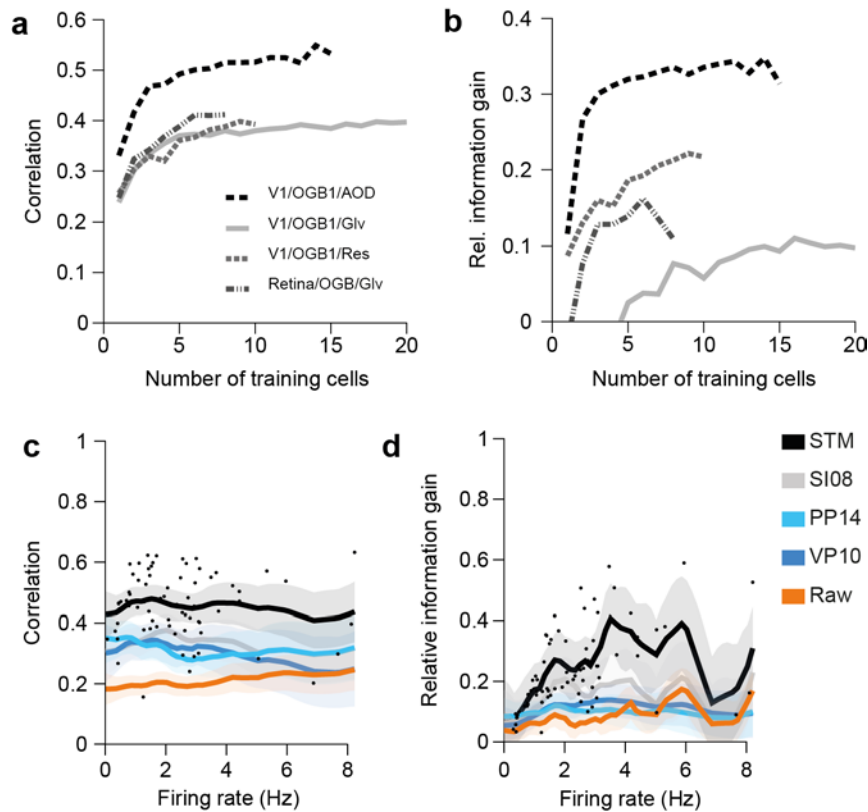 a
0.6
0.5
0.4
0.3
0.2
0.1
0
Correlation
V1/OGB1/AOD
V1/OGB1/Glv
V1/OGB1/Res
Retina/OGB/Glv
0 5 10 15 20
Number of training cells
b
0.4
0.3
0.2
0.1
0
Rel. information gain
0 5 10 15 20
Number of training cells
c
1
0.8
0.6
0.4
0.2
0
Correlation
0 2 4 6 8
Firing rate (Hz)
d
1
0.8
0.6
0.4
0.2
0
Relative information gain
0 2 4 6 8
Firing rate (Hz)
STM
SI08
PP14
VP10
Raw